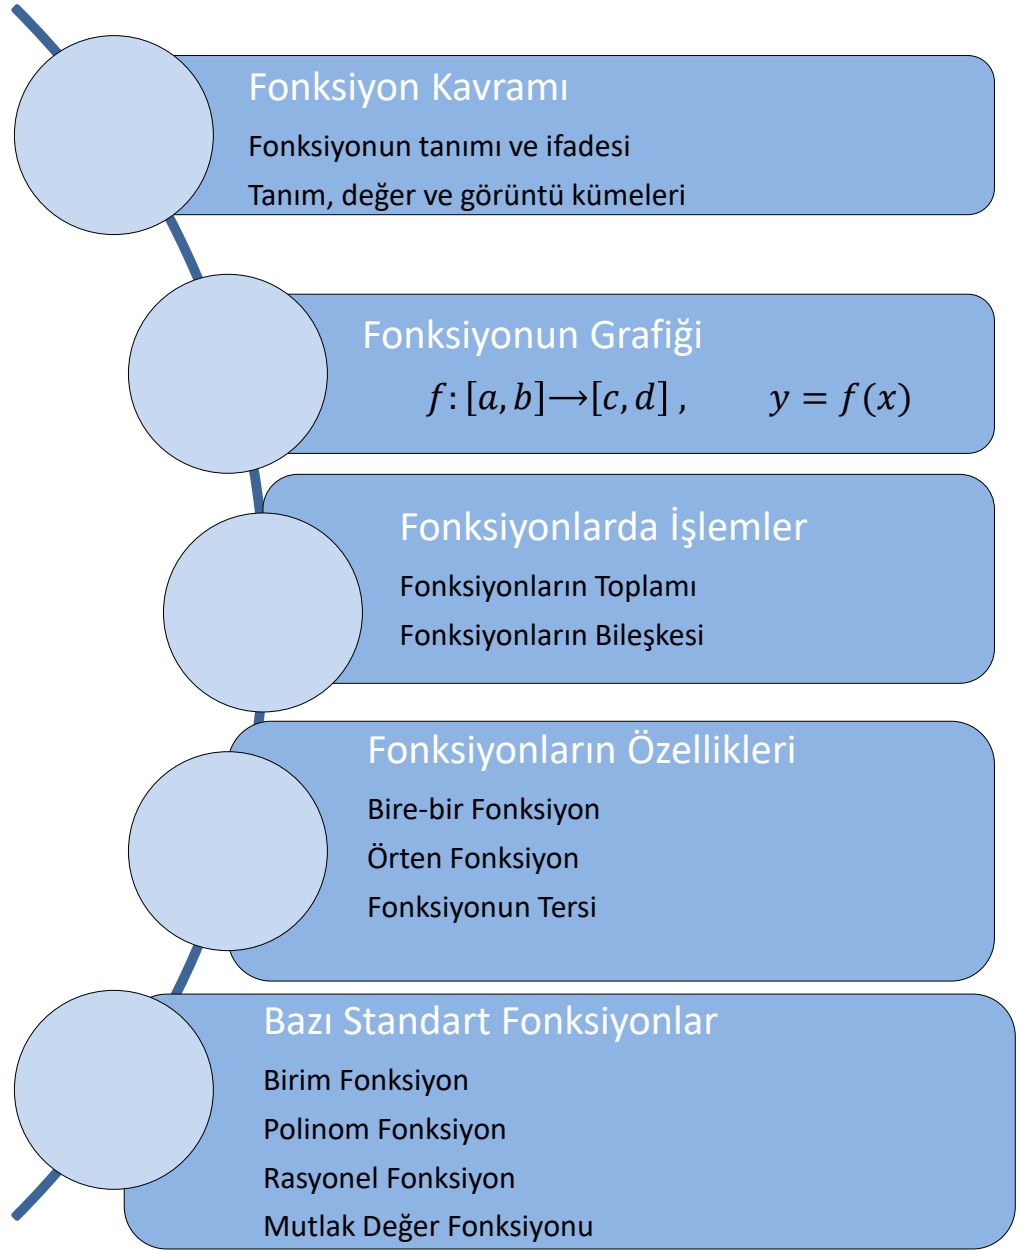 Fonksiyon Kavramı
Fonksiyonun tanımı ve ifadesi
Tanım, değer ve görüntü kümeleri
Fonksiyonun Grafiği
f: [a, b]⟶[c, d] , y = f(x)
Fonksiyonlarda İşlemler
Fonksiyonların Toplamı
Fonksiyonların Bileşkesi
Fonksiyonların Özellikleri
Bire-bir Fonksiyon
Örten Fonksiyon
Fonksiyonun Tersi
Bazı Standart Fonksiyonlar
Birim Fonksiyon
Polinom Fonksiyon
Rasyonel Fonksiyon
Mutlak Değer Fonksiyonu